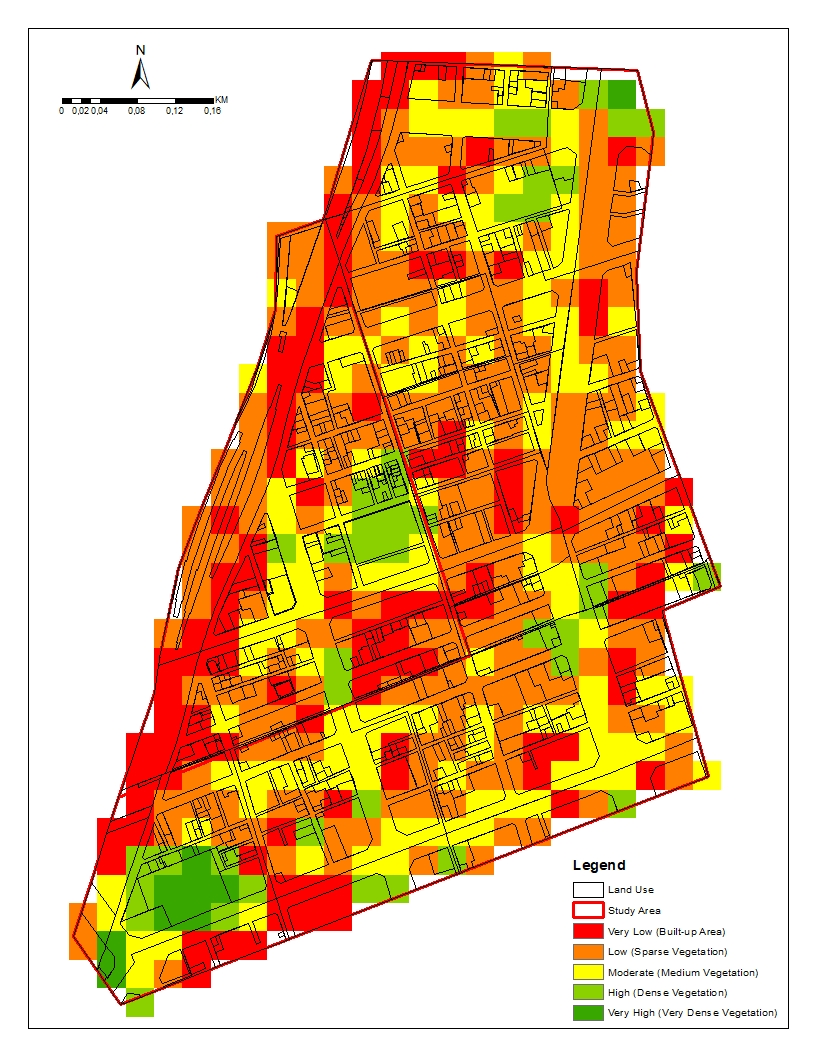 N
KM
0 0,02 0,04 0,08 0,12 0,16
Legend
Land Use
Study Area
Very Low (Built-up Area)
Low (Sparse Vegetation)
Moderate (Medium Vegetation)
High (Dense Vegetation)
Very High (Very Dense Vegetation)